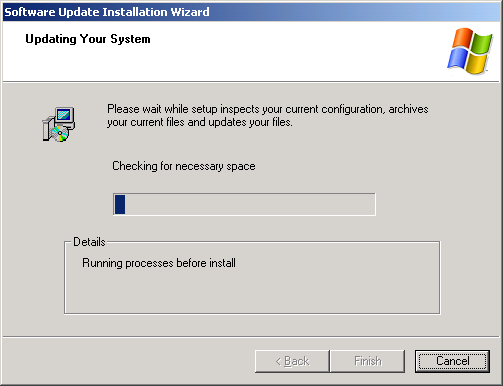 Software Update Installation Wizard
Updating Your System
Please wait while setup inspects your current configuration, archives
your current files and updates your files.
Checking for necessary space
Details
Running processes before install
< Back
Finish
Cancel